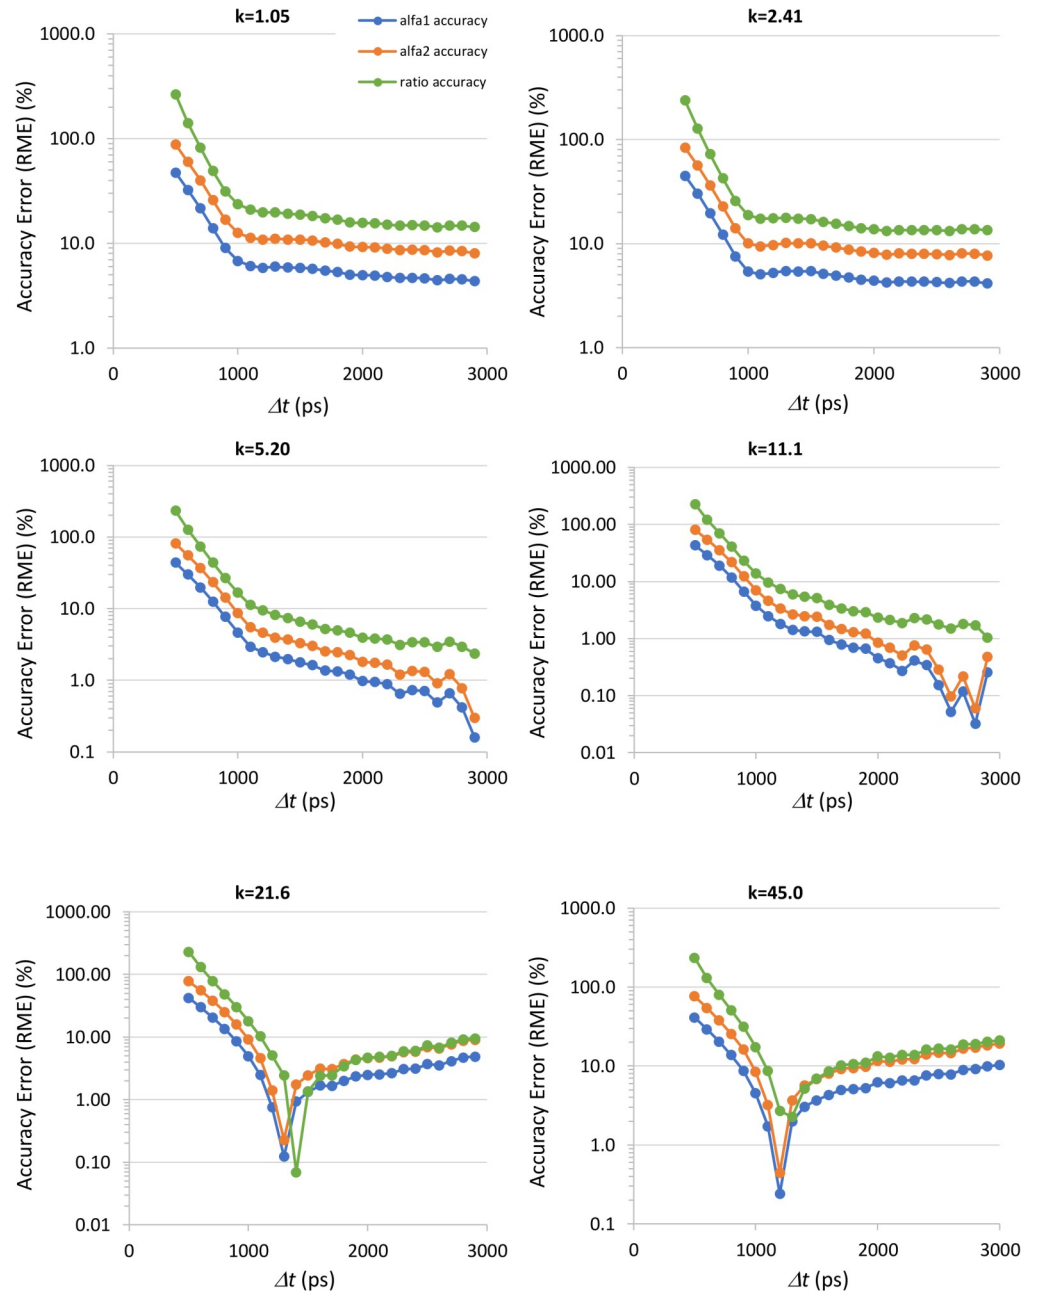 k=1.05
alfa1 accuracy
alfa2 accuracy
ratio accuracy
Accuracy Error (RME) (%)
1000.0
100.0
10.0
1.0
0
1000
2000
3000
Δt (ps)
k=2.41
Accuracy Error (RME) (%)
1000.0
100.0
10.0
1.0
0
1000
2000
3000
Δt (ps)
k=5.20
Accuracy Error (RME) (%)
1000.0
100.0
10.0
1.0
0.1
0
1000
2000
3000
Δt (ps)
k=11.1
Accuracy Error (RME) (%)
1000.00
100.00
10.00
1.00
0.10
0.01
0
1000
2000
3000
Δt (ps)
k=21.6
Accuracy Error (RME) (%)
1000.00
100.00
10.00
1.00
0.10
0.01
0
1000
2000
3000
Δt (ps)
k=45.0
Accuracy Error (RME) (%)
1000.0
100.0
10.0
1.0
0.1
0
1000
2000
3000
Δt (ps)